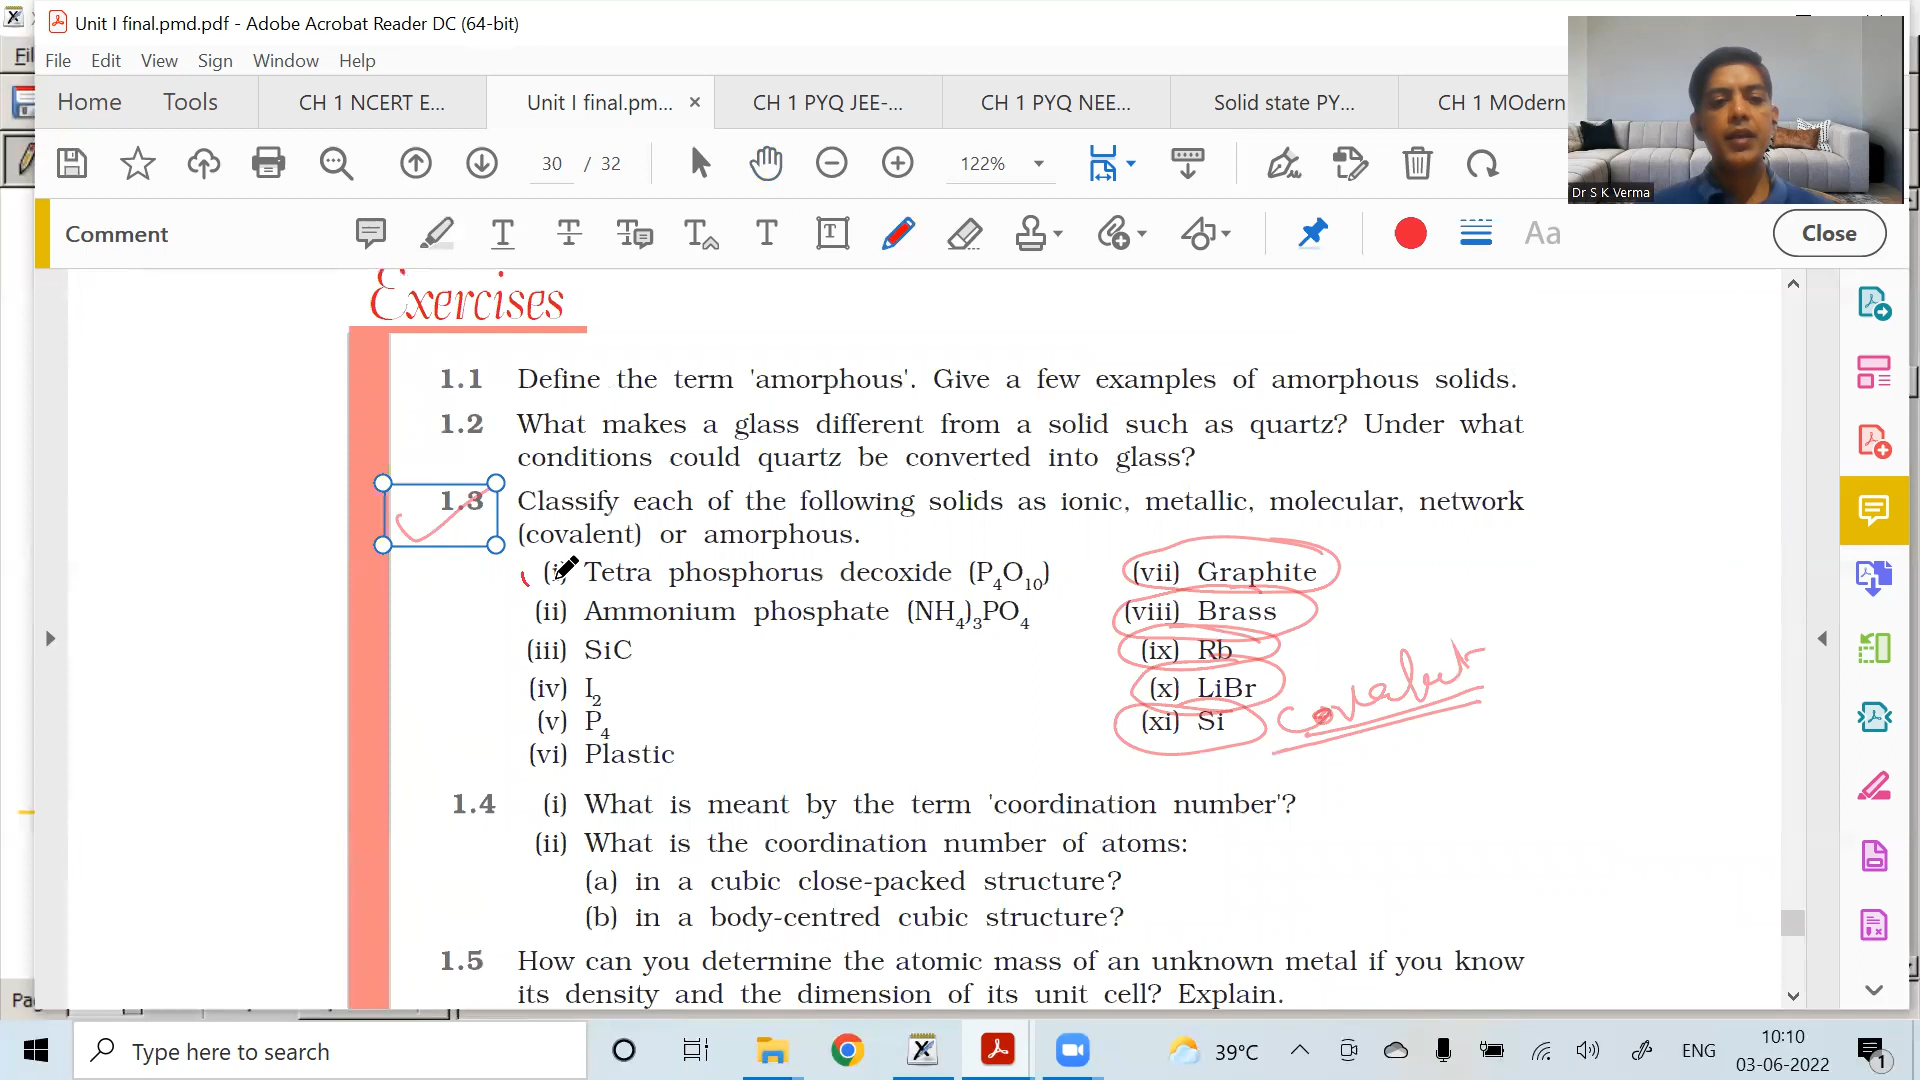 Unit I final.pmd.pdf - Adobe Acrobat Reader DC (64-bit)
File Edit View Sign Window Help
Home Tools CH 1 NCERT E... Unit I final.pm... × CH 1 PYQ JEE-... CH 1 PYQ NEE... Solid state PY... CH 1 MOdern
30 / 32 122%
Dr S K Verma
Comment Aa Close
Exercises
1.1 Define the term 'amorphous'. Give a few examples of amorphous solids.
1.2 What makes a glass different from a solid such as quartz? Under what
conditions could quartz be converted into glass?
1.3 Classify each of the following solids as ionic, metallic, molecular, network
(covalent) or amorphous.
(i) Tetra phosphorus decoxide (P4O10) (vii) Graphite
(ii) Ammonium phosphate (NH4)3PO4 (viii) Brass
(iii) SiC (ix) Rb
(iv) I2 (x) LiBr
(v) P4 (xi) Si
covalent
(vi) Plastic
1.4 (i) What is meant by the term 'coordination number'?
(ii) What is the coordination number of atoms:
(a) in a cubic close-packed structure?
(b) in a body-centred cubic structure?
1.5 How can you determine the atomic mass of an unknown metal if you know
its density and the dimension of its unit cell? Explain.
Type here to search 39°C ENG 10:10
03-06-2022 1